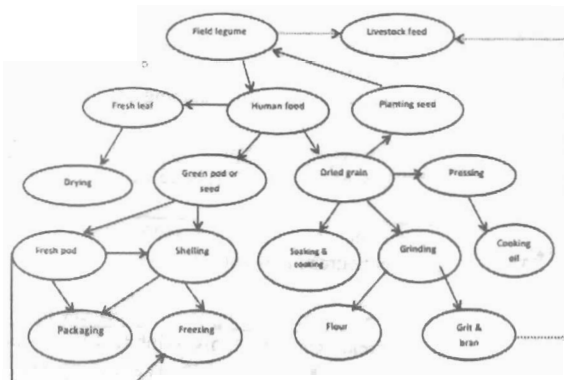 Field legume
Livestock feed
Fresh leaf
Human food
Planting seed
Drying
Green pod or
seed
Dried grain
Pressing
Fresh pod
Shelling
Soaking &
cooking
Grinding
Cooking
oil
Packaging
Freezing
Flour
Grit &
bran